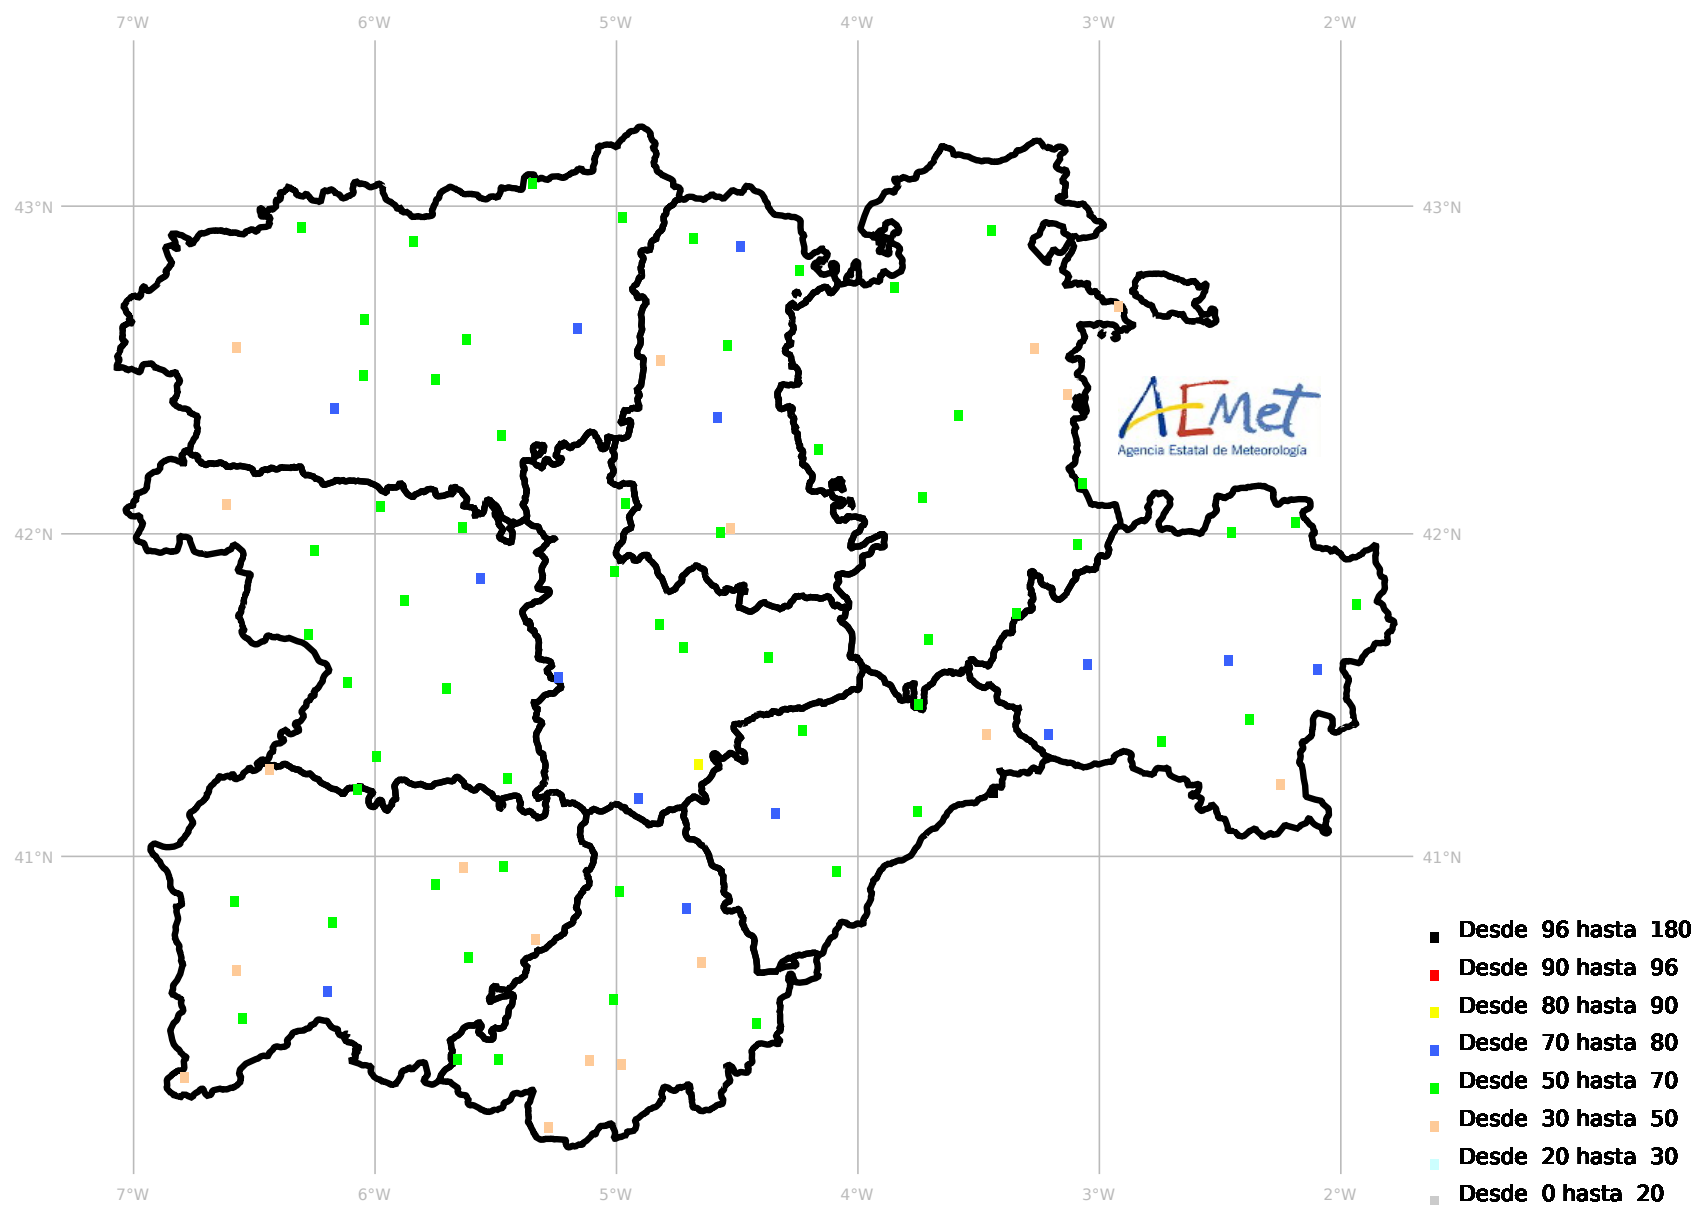 7°W 6°W 5°W 4°W 3°W 2°W
43°N 43°N
AEMet
Agencia Estatal de Meteorología
42°N 42°N
41°N 41°N
Desde 96 hasta 180
Desde 90 hasta 96
Desde 80 hasta 90
Desde 70 hasta 80
Desde 50 hasta 70
Desde 30 hasta 50
Desde 20 hasta 30
Desde 0 hasta 20
7°W 6°W 5°W 4°W 3°W 2°W